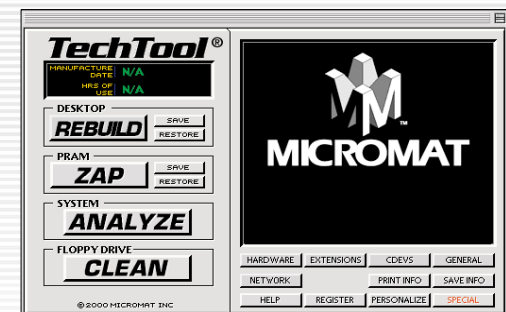 TechTool®
MANUFACTURE DATE N/A
HRS OF USE N/A
DESKTOP
REBUILD
SAVE
RESTORE
PRAM
ZAP
SAVE
RESTORE
SYSTEM
ANALYZE
FLOPPY DRIVE
CLEAN
©2000 MICROMAT INC
MICROMAT™
HARDWARE EXTENSIONS CDEVS GENERAL
NETWORK PRINT INFO SAVE INFO
HELP REGISTER PERSONALIZE SPECIAL